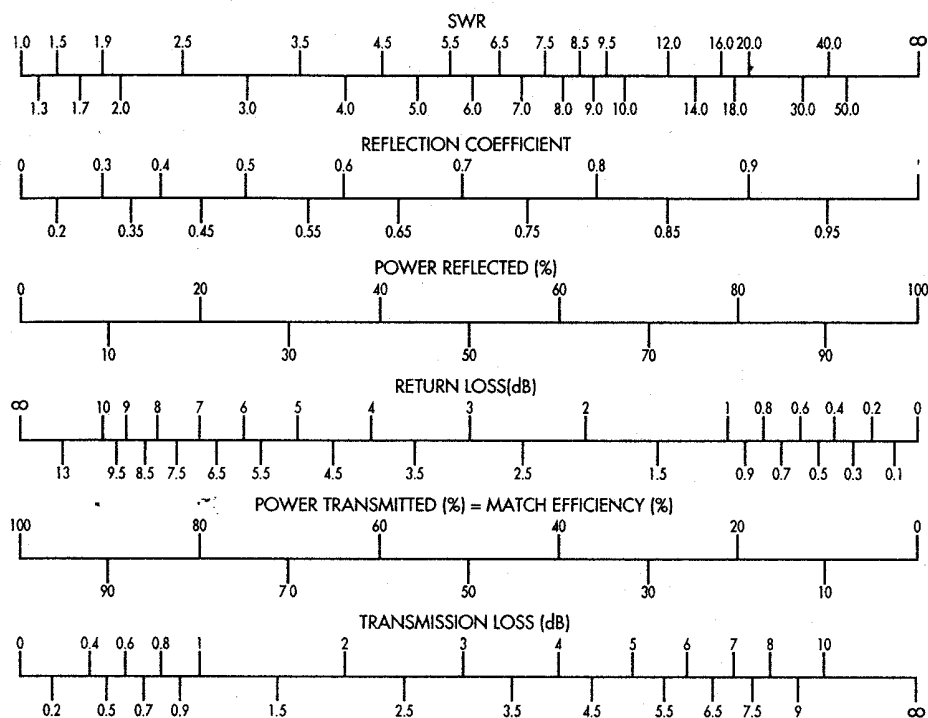 SWR
1.0 1.5 1.9 2.5 3.5 4.5 5.5 6.5 7.5 8.5 9.5 12.0 16.0 20.0 40.0 ∞
1.3 1.7 2.0 3.0 4.0 5.0 6.0 7.0 8.0 9.0 10.0 14.0 18.0 30.0 50.0
REFLECTION COEFFICIENT
0 0.3 0.4 0.5 0.6 0.7 0.8 0.9
0.2 0.35 0.45 0.55 0.65 0.75 0.85 0.95
POWER REFLECTED (%)
0 20 40 60 80 100
10 30 50 70 90
RETURN LOSS(dB)
∞ 10 9 8 7 6 5 4 3 2 1 0.8 0.6 0.4 0.2 0
13 9.5 8.5 7.5 6.5 5.5 4.5 3.5 2.5 1.5 0.9 0.7 0.5 0.3 0.1
POWER TRANSMITTED (%) = MATCH EFFICIENCY (%)
100 80 60 40 20 0
90 70 50 30 10
TRANSMISSION LOSS (dB)
0 0.4 0.6 0.8 1 2 3 4 5 6 7 8 10
0.2 0.5 0.7 0.9 1.5 2.5 3.5 4.5 5.5 6.5 7.5 9 ∞